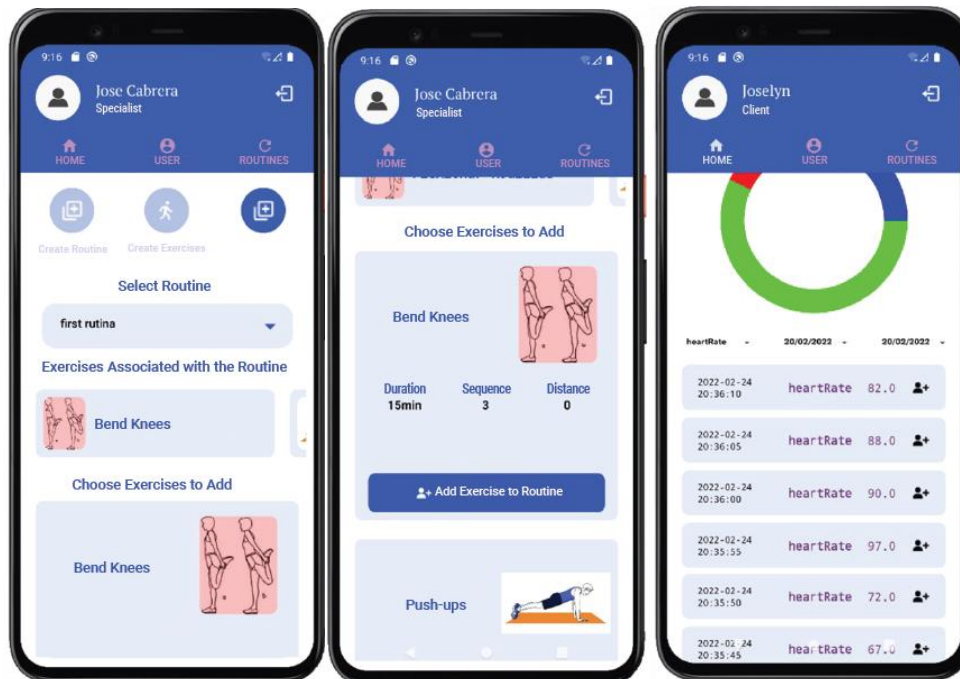 9:16
Jose Cabrera
Specialist
HOME USER ROUTINES
Create Routine Create Exercises
Select Routine
first rutina
Exercises Associated with the Routine
Bend Knees
Choose Exercises to Add
Bend Knees
9:16
Jose Cabrera
Specialist
HOME USER ROUTINES
Choose Exercises to Add
Bend Knees
Duration Sequence Distance
15min 3 0
Add Exercise to Routine
Push-ups
9:16
Joselyn
Client
HOME USER ROUTINES
heartRate 20/02/2022 20/02/2022
2022-02-24
20:36:10 heartRate 82.0
2022-02-24
20:36:05 heartRate 88.0
2022-02-24
20:36:00 heartRate 90.0
2022-02-24
20:35:55 heartRate 97.0
2022-02-24
20:35:50 heartRate 72.0
2022-02-24
20:35:45 heartRate 67.0